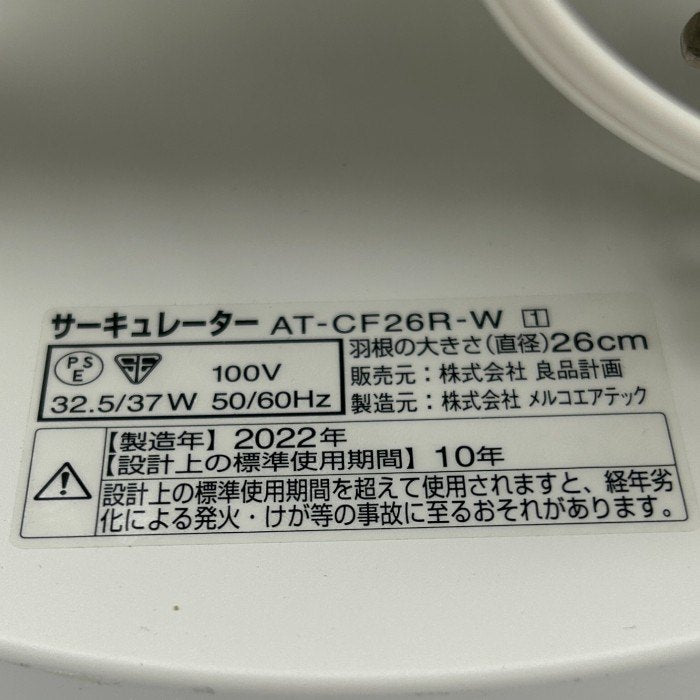 サーキュレーター AT-CF26R-W 1
PSE 100V
32.5/37W 50/60Hz
羽根の大きさ(直径)26cm
販売元：株式会社 良品計画
製造元：株式会社 メルコエアテック
【製造年】2022年
【設計上の標準使用期間】10年
設計上の標準使用期間を超えて使用されますと、経年劣
化による発火・けが等の事故に至るおそれがあります。